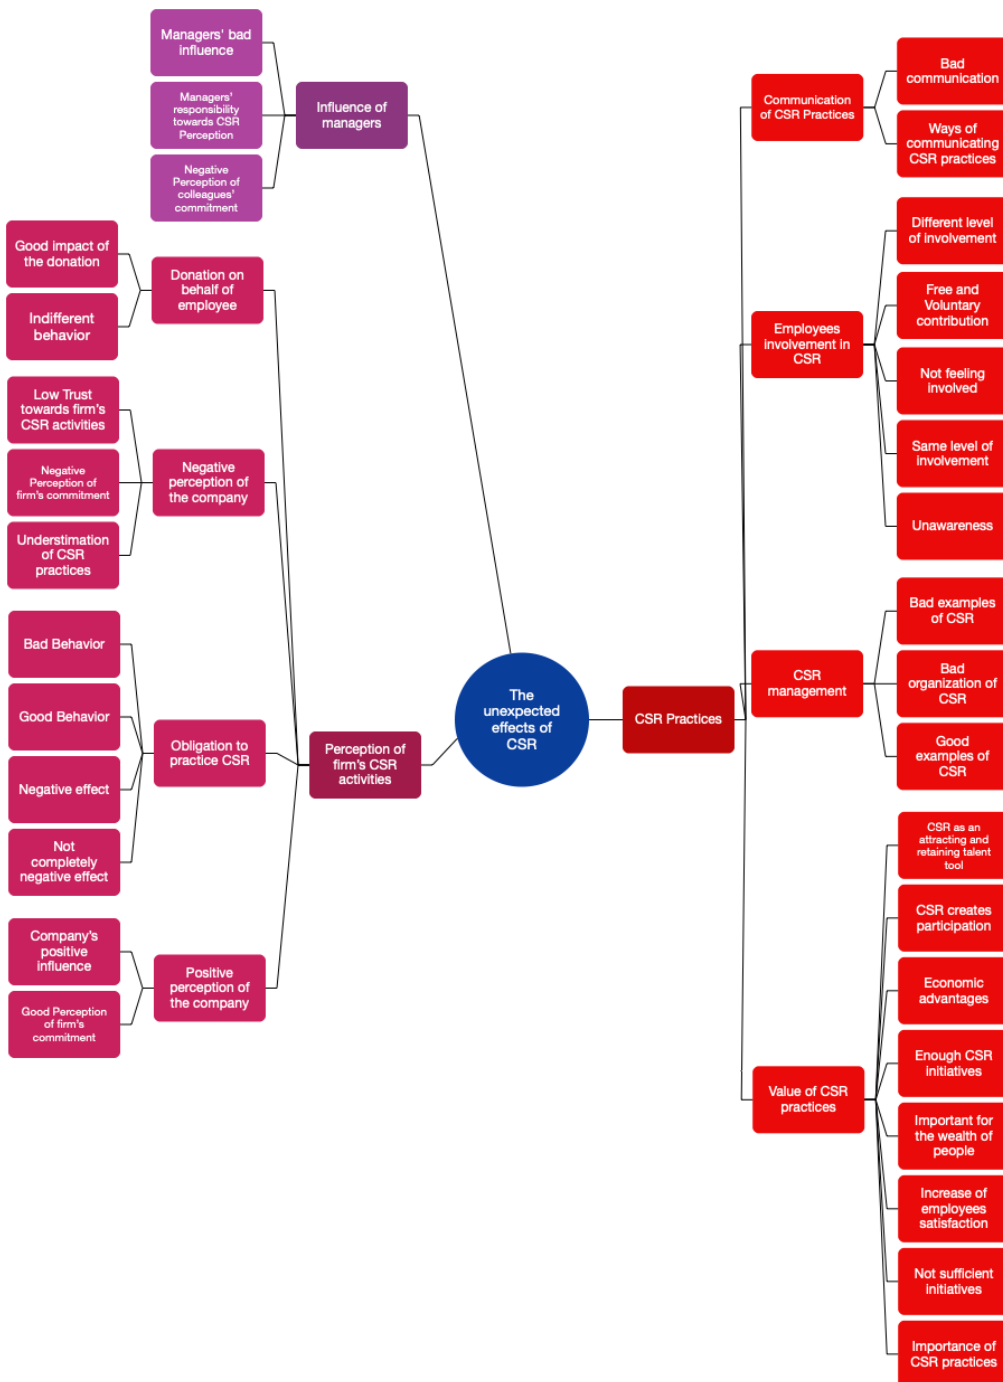 Managers' bad
influence
Managers'
responsibility
towards CSR
Perception
Negative
Perception of
colleagues'
commitment
Influence of
managers
Good impact of
the donation
Indifferent
behavior
Donation on
behalf of
employee
Low Trust
towards firm's
CSR activities
Negative
Perception of
firm's commitment
Understimation
of CSR
practices
Negative
perception of
the company
Bad Behavior
Good Behavior
Negative effect
Not
completely
negative effect
Obligation to
practice CSR
Company's
positive
influence
Good Perception
of firm's
commitment
Positive
perception of
the company
Perception of
firm's CSR
activities
The
unexpected
effects of
CSR
CSR Practices
Communication
of CSR Practices
Bad
communication
Ways of
communicating
CSR practices
Employees
involvement in
CSR
Different level
of involvement
Free and
Voluntary
contribution
Not feeling
involved
Same level of
involvement
Unawareness
CSR
management
Bad examples
of CSR
Bad
organization of
CSR
Good
examples of
CSR
Value of CSR
practices
CSR as an
attracting and
retaining talent
tool
CSR creates
participation
Economic
advantages
Enough CSR
initiatives
Important for
the wealth of
people
Increase of
employees
satisfaction
Not sufficient
initiatives
Importance of
CSR practices